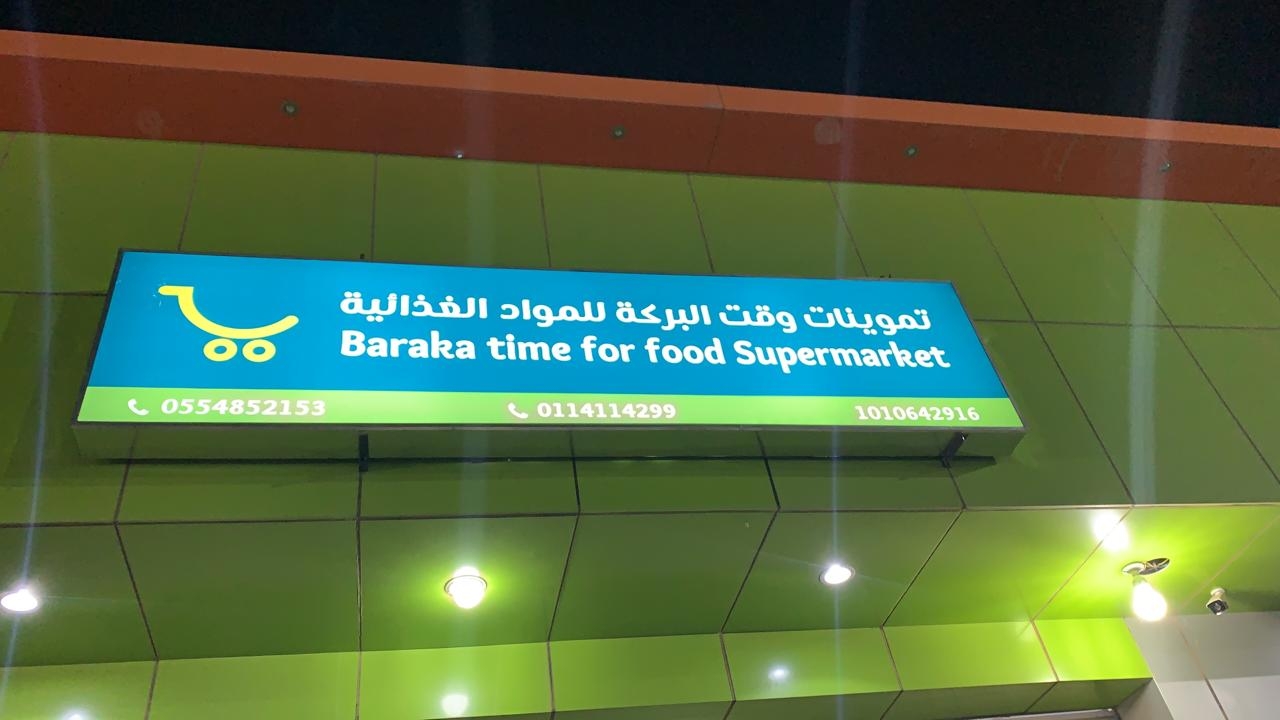 تموينات وقت البركة للمواد الغذائية
Baraka time for food Supermarket
0554852153 0114114299 1010642916